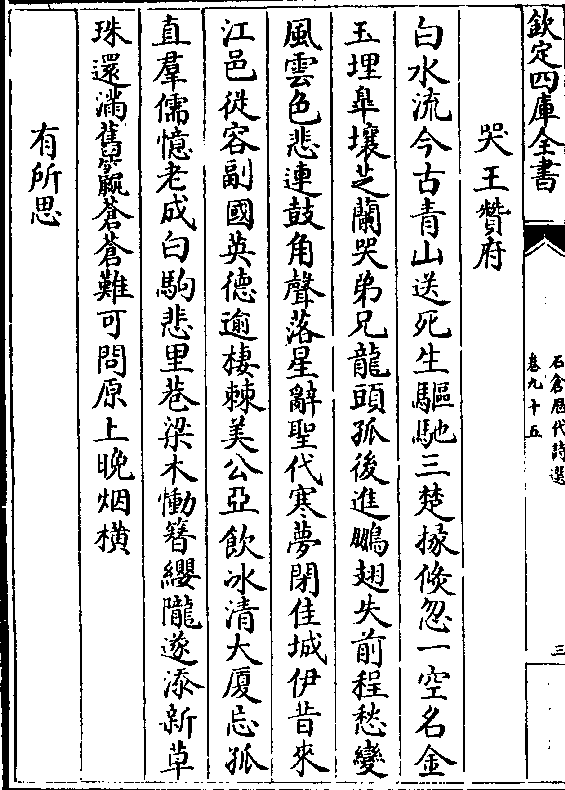 欽定四庫全書
石倉歷代詩選
卷九十五
三
哭王贊府
白水流今古青山送死生驅馳三楚掾倐忽一空名金
玉埋臯壤芝蘭哭弟兄龍頭孤後進鵬翅失前程愁變
風雲色悲連鼓角聲落星辭聖代寒夢閉佳城伊昔來
江邑從容副國英德逾棲棘美公亞飲冰清大厦忘孤
直羣儒憶老成白駒悲里巷梁木慟簪纓隴遂添新草
珠還滿舊籯蒼蒼難可問原上晚烟橫
有所思